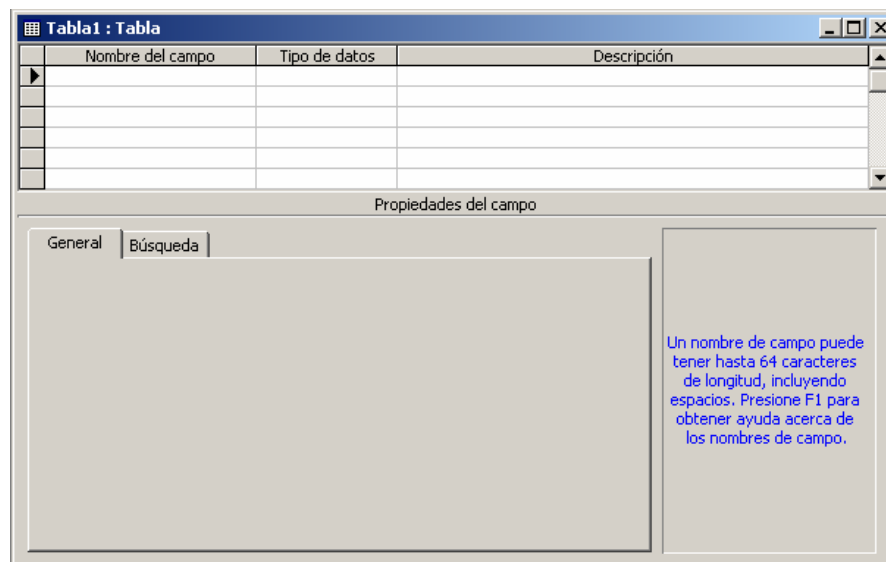 Tabla1 : Tabla
Nombre del campo Tipo de datos Descripción
Propiedades del campo
General Búsqueda
Un nombre de campo puede
tener hasta 64 caracteres
de longitud, incluyendo
espacios. Presione F1 para
obtener ayuda acerca de
los nombres de campo.